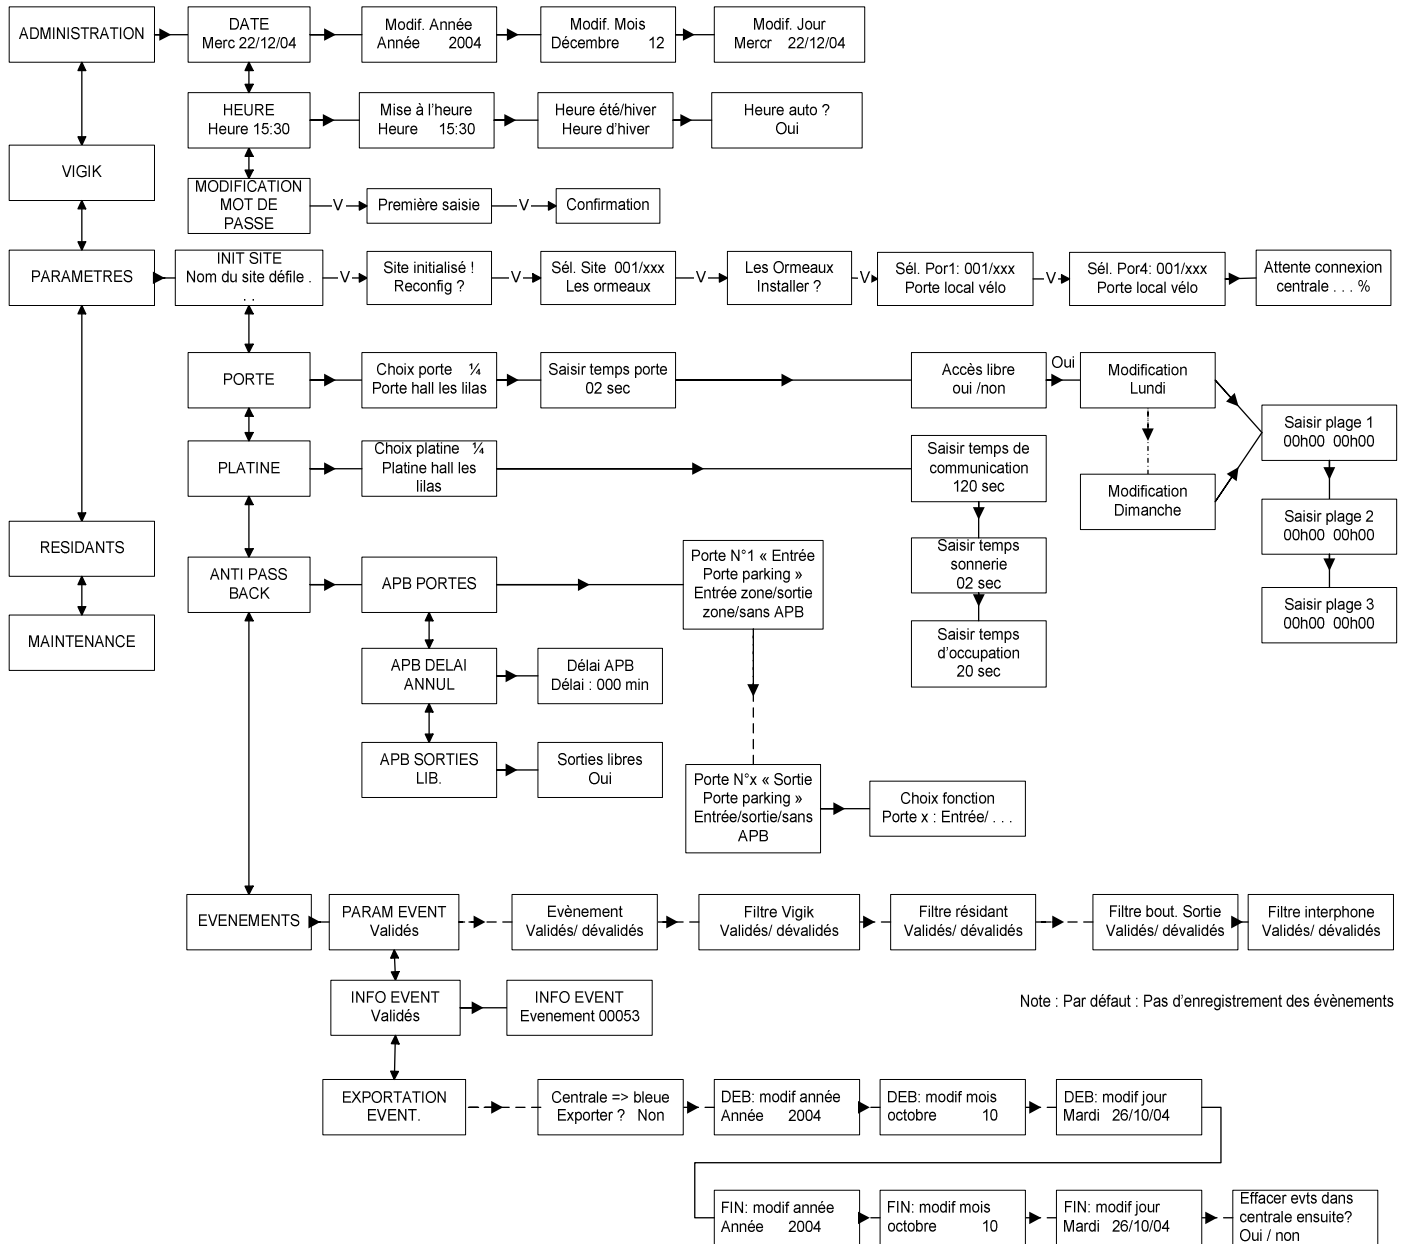 ADMINISTRATION
DATE
Merc 22/12/04
Modif. Année
Année 2004
Modif. Mois
Décembre 12
Modif. Jour
Mercr 22/12/04
HEURE
Heure 15:30
Mise à l’heure
Heure 15:30
Heure été/hiver
Heure d’hiver
Heure auto ?
Oui
VIGIK
MODIFICATION
MOT DE
PASSE
V
Première saisie
V
Confirmation
PARAMETRES
INIT SITE
Nom du site défile .
. .
V
Site initialisé !
Reconfig ?
V
Sél. Site 001/xxx
Les ormeaux
V
Les Ormeaux
Installer ?
V
Sél. Por1: 001/xxx
Porte local vélo
V
Sél. Por4: 001/xxx
Porte local vélo
Attente connexion
centrale . . . %
PORTE
Choix porte ¼
Porte hall les lilas
Saisir temps porte
02 sec
Accès libre
oui /non
Oui
Modification
Lundi
Saisir plage 1
00h00 00h00
PLATINE
Choix platine ¼
Platine hall les
lilas
Saisir temps de
communication
120 sec
Modification
Dimanche
Saisir plage 2
00h00 00h00
RESIDANTS
ANTI PASS
BACK
APB PORTES
Porte N°1 « Entrée
Porte parking »
Entrée zone/sortie
zone/sans APB
Saisir temps
sonnerie
02 sec
Saisir plage 3
00h00 00h00
MAINTENANCE
APB DELAI
ANNUL
Délai APB
Délai : 000 min
Saisir temps
d’occupation
20 sec
APB SORTIES
LIB.
Sorties libres
Oui
Porte N°x « Sortie
Porte parking »
Entrée/sortie/sans
APB
Choix fonction
Porte x : Entrée/ . . .
EVENEMENTS
PARAM EVENT
Validés
Evènement
Validés/ dévalidés
Filtre Vigik
Validés/ dévalidés
Filtre résidant
Validés/ dévalidés
Filtre bout. Sortie
Validés/ dévalidés
Filtre interphone
Validés/ dévalidés
INFO EVENT
Validés
INFO EVENT
Evenement 00053
Note : Par défaut : Pas d’enregistrement des évènements
EXPORTATION
EVENT.
Centrale => bleue
Exporter ? Non
DEB: modif année
Année 2004
DEB: modif mois
octobre 10
DEB: modif jour
Mardi 26/10/04
FIN: modif année
Année 2004
FIN: modif mois
octobre 10
FIN: modif jour
Mardi 26/10/04
Effacer evts dans
centrale ensuite?
Oui / non